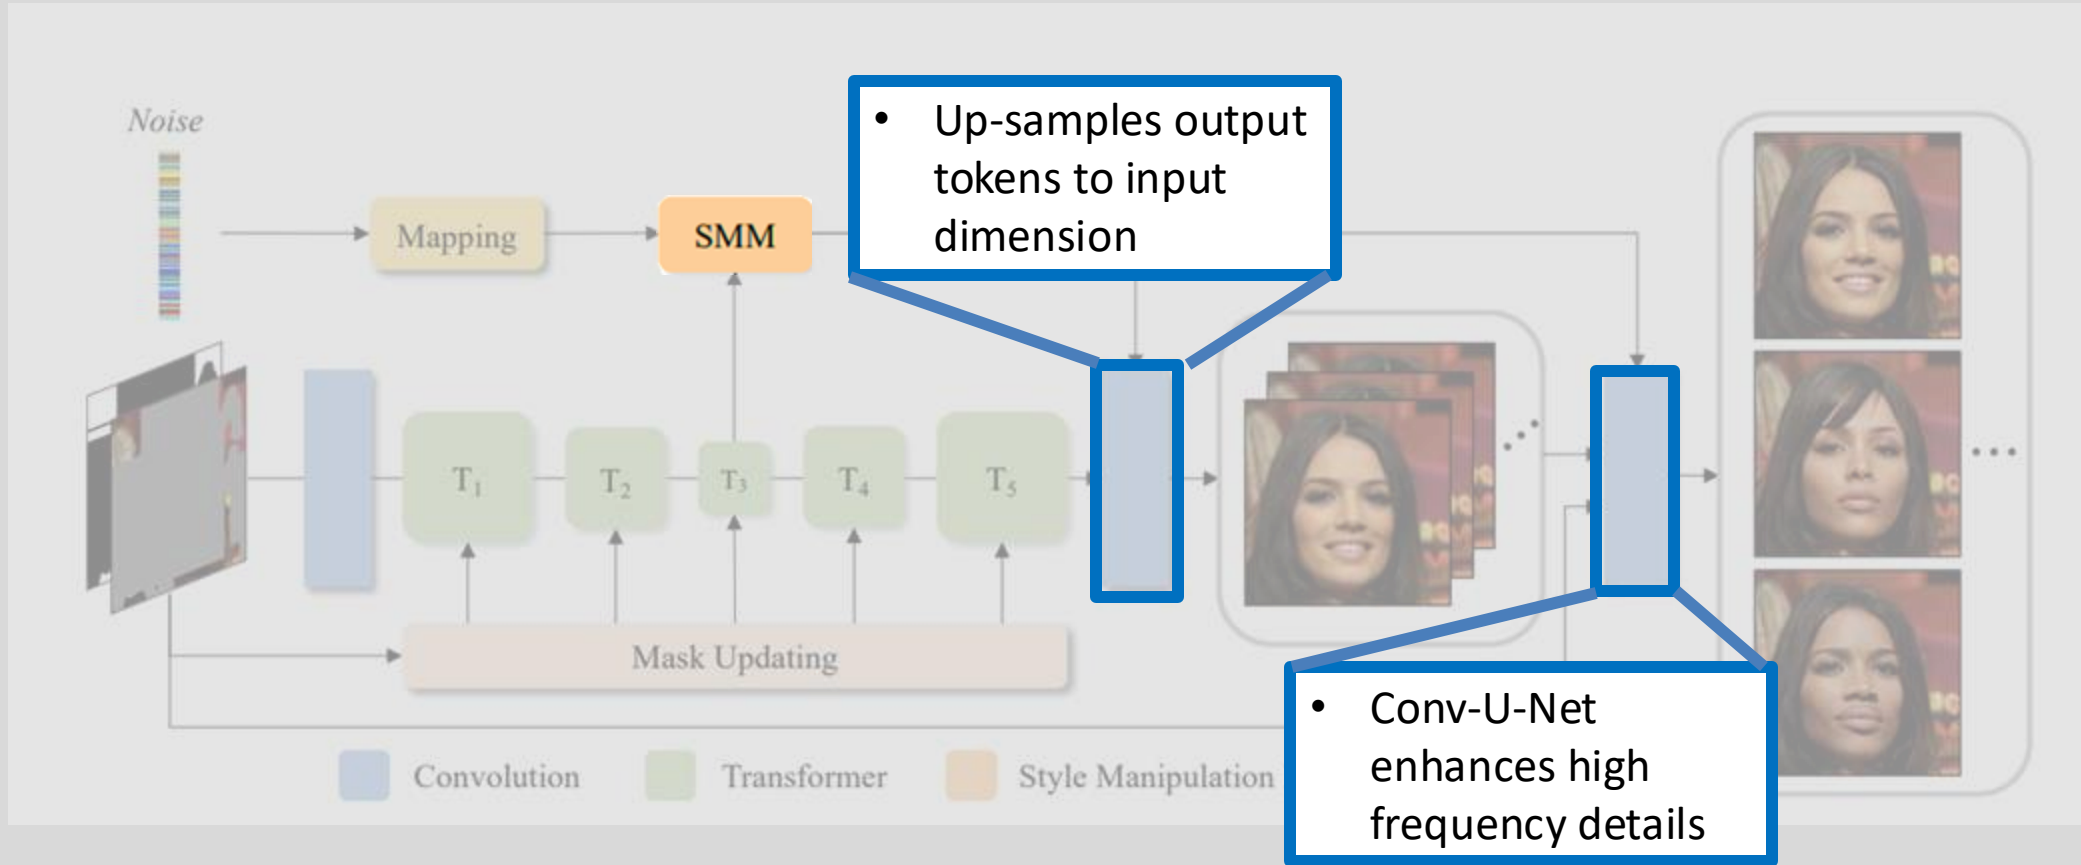 Noise
• Up-samples output
tokens to input
dimension
Mapping
SMM
T1
T2
T3
T4
T5
Mask Updating
• Conv-U-Net
enhances high
frequency details
Convolution
Transformer
Style Manipulation